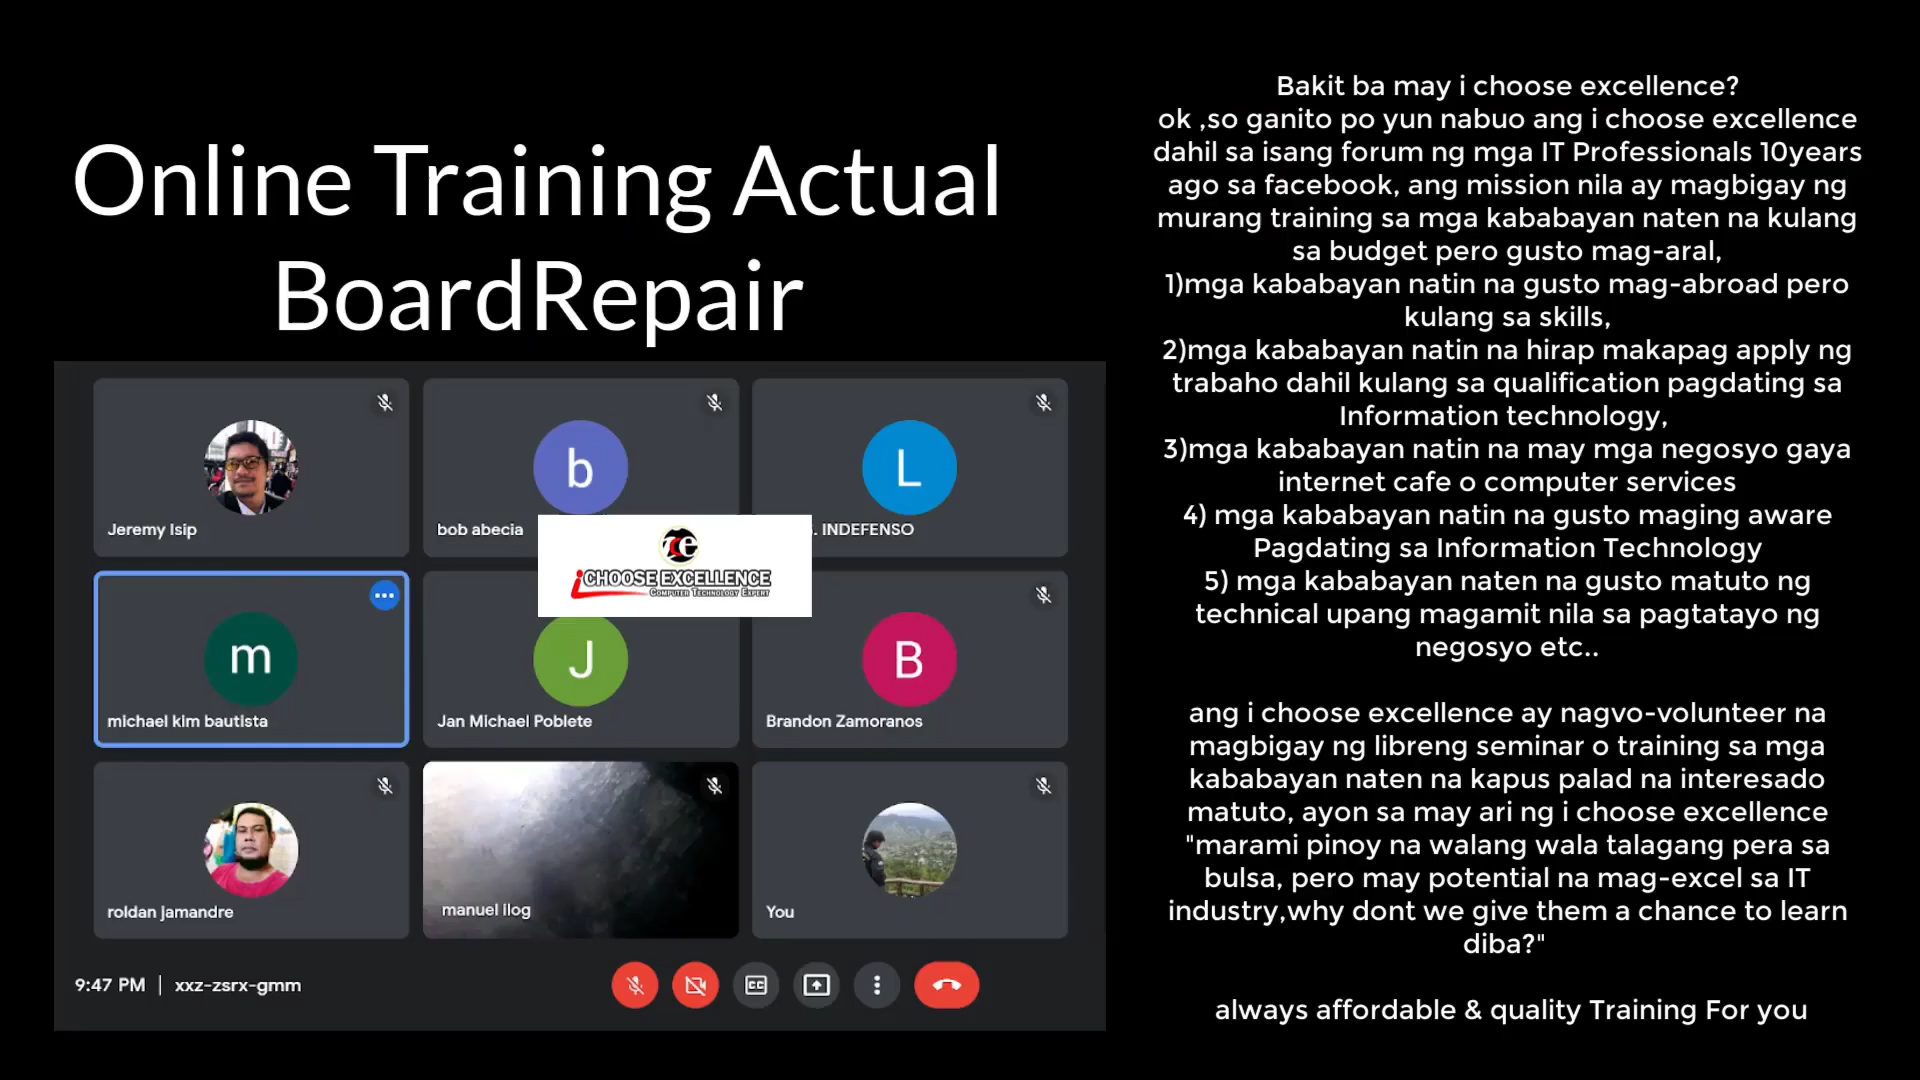 Online Training Actual
BoardRepair
Jeremy Isip
b
bob abecia
L
. INDEFENSO
ice
iCHOOSE EXCELLENCE
COMPUTER TECHNOLOGY EXPERT
m
michael kim bautista
J
Jan Michael Poblete
B
Brandon Zamoranos
roldan jamandre
manuel ilog
You
9:47 PM | xxz-zsrx-gmm
CC
Bakit ba may i choose excellence?
ok ,so ganito po yun nabuo ang i choose excellence
dahil sa isang forum ng mga IT Professionals 10years
ago sa facebook, ang mission nila ay magbigay ng
murang training sa mga kababayan naten na kulang
sa budget pero gusto mag-aral,
1)mga kababayan natin na gusto mag-abroad pero
kulang sa skills,
2)mga kababayan natin na hirap makapag apply ng
trabaho dahil kulang sa qualification pagdating sa
Information technology,
3)mga kababayan natin na may mga negosyo gaya
internet cafe o computer services
4) mga kababayan natin na gusto maging aware
Pagdating sa Information Technology
5) mga kababayan naten na gusto matuto ng
technical upang magamit nila sa pagtatayo ng
negosyo etc..
ang i choose excellence ay nagvo-volunteer na
magbigay ng libreng seminar o training sa mga
kababayan naten na kapus palad na interesado
matuto, ayon sa may ari ng i choose excellence
"marami pinoy na walang wala talagang pera sa
bulsa, pero may potential na mag-excel sa IT
industry,why dont we give them a chance to learn
diba?"
always affordable & quality Training For you